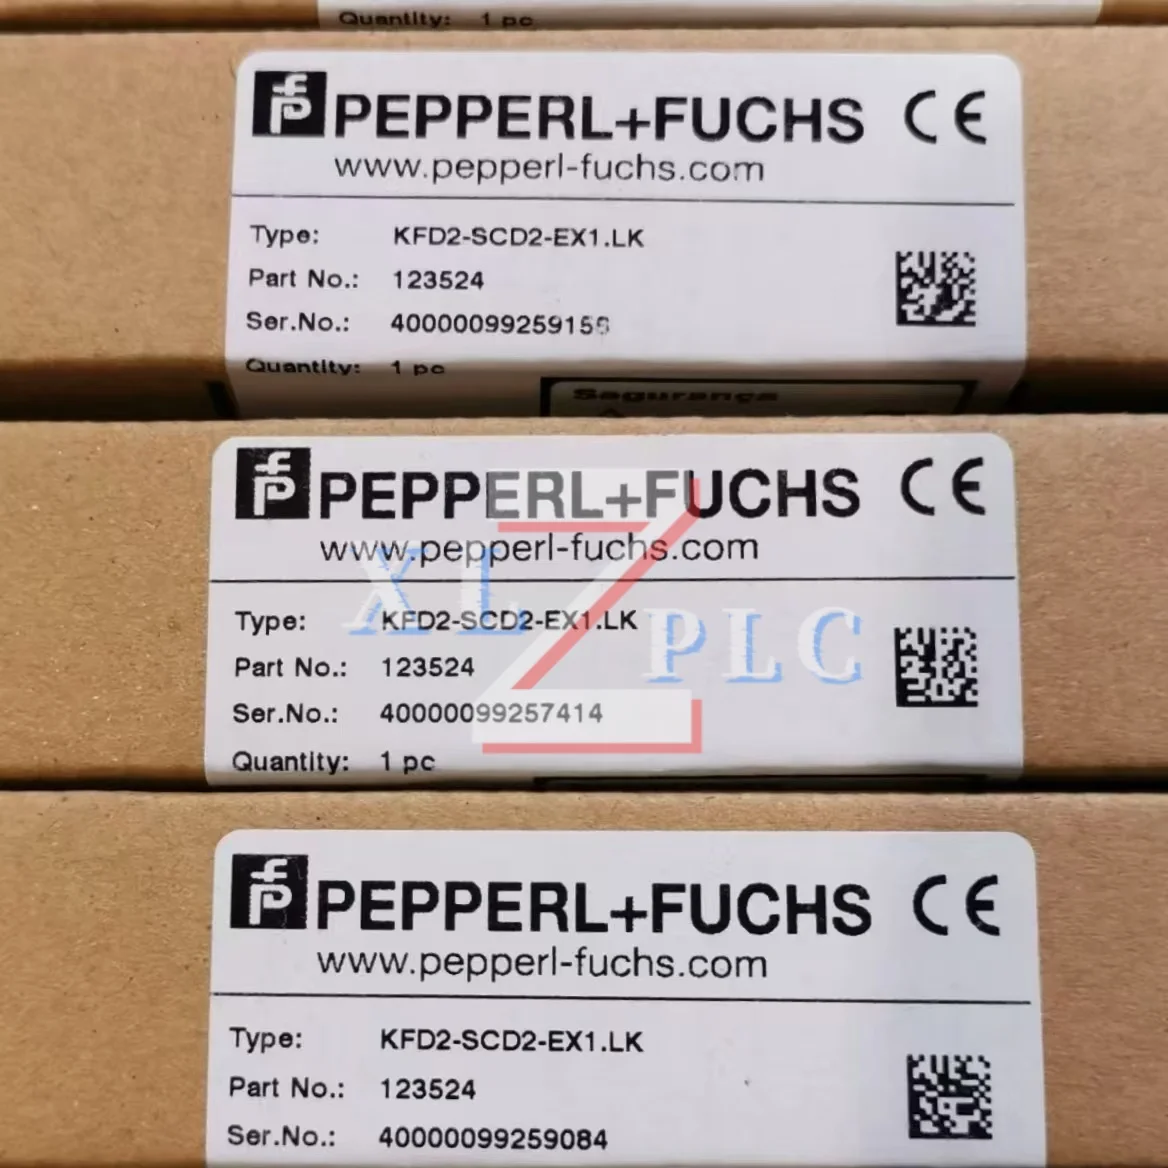 Quantity: 1 pc
PEPPERL+FUCHS CE
www.pepperl-fuchs.com
Type: KFD2-SCD2-EX1.LK
Part No.: 123524
Ser.No.:
Quantity: 1 pc
Segurança
PEPPERL+FUCHS CE
www.pepperl-fuchs.com
XLZ PLC
Type: KFD2-SCD2-EX1.LK
Part No.: 123524
Ser.No.: 40000099257414
Quantity: 1 pc
PEPPERL+FUCHS CE
www.pepperl-fuchs.com
Type: KFD2-SCD2-EX1.LK
Part No.: 123524
Ser.No.: 40000099259084